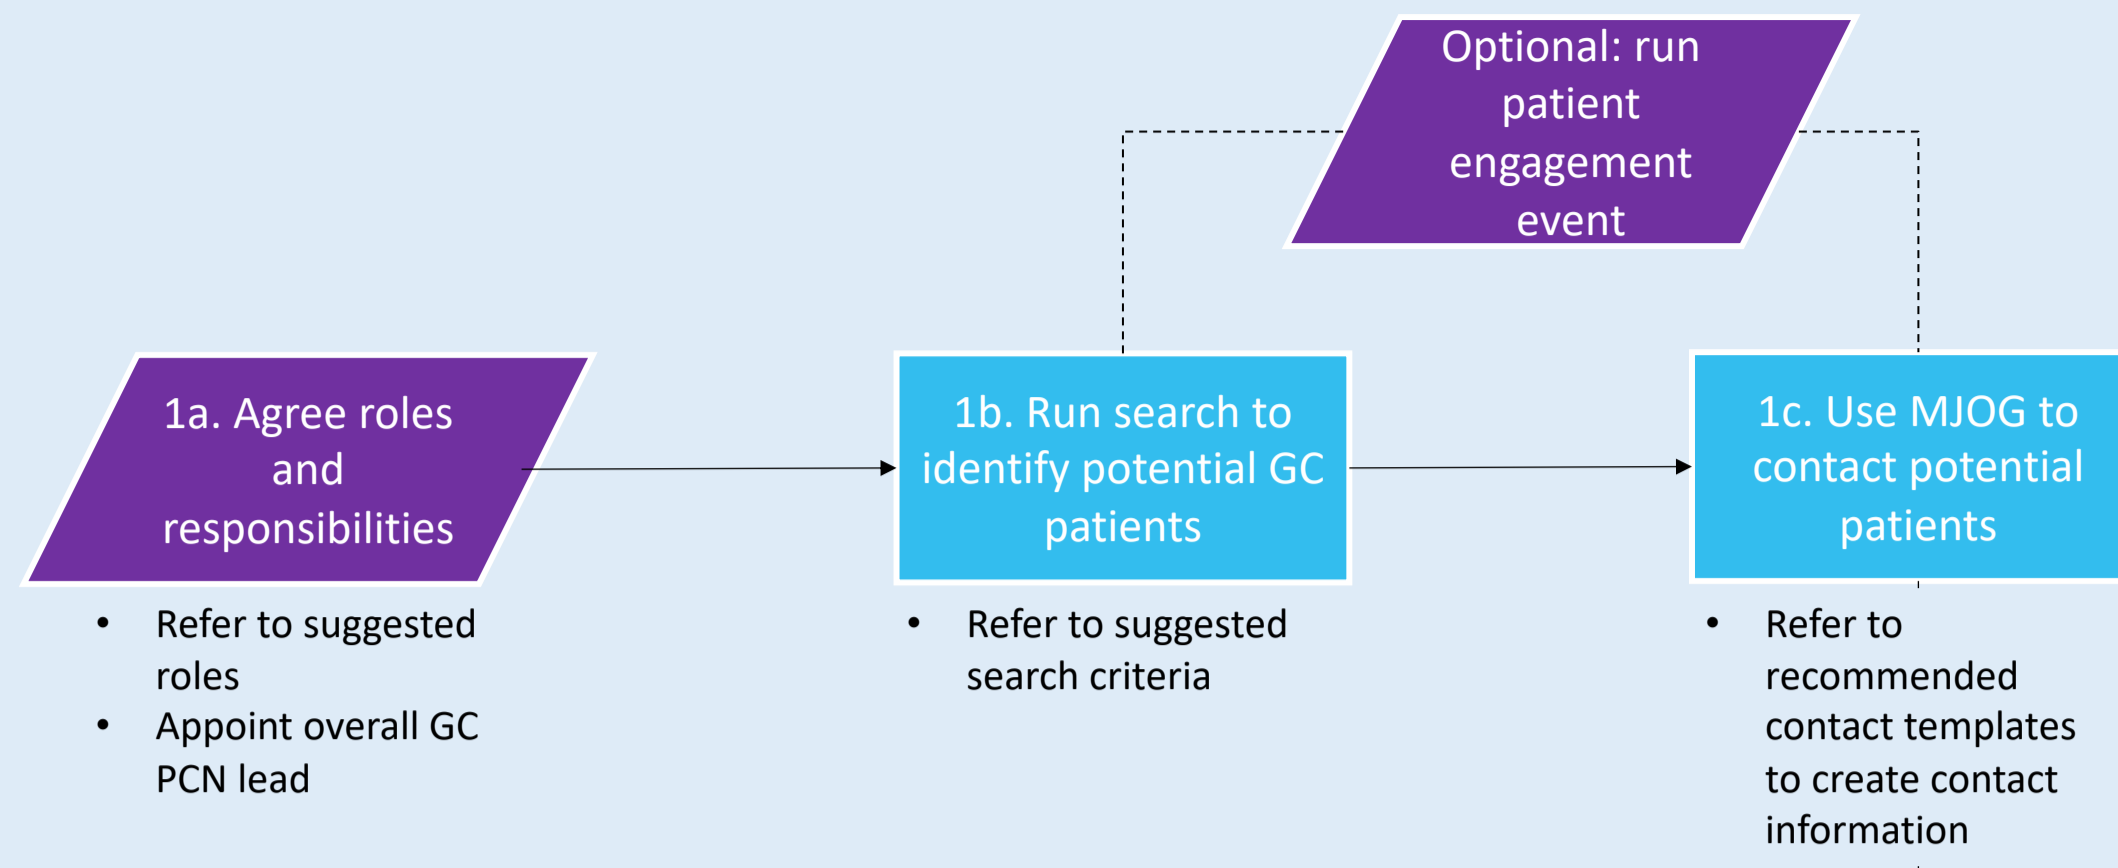 Optional: run
patient
engagement
event
1a. Agree roles
and
responsibilities
1b. Run search to
identify potential GC
patients
1c. Use MJOG to
contact potential
patients
• Refer to suggested
roles
• Appoint overall GC
PCN lead
• Refer to suggested
search criteria
• Refer to
recommended
contact templates
to create contact
information